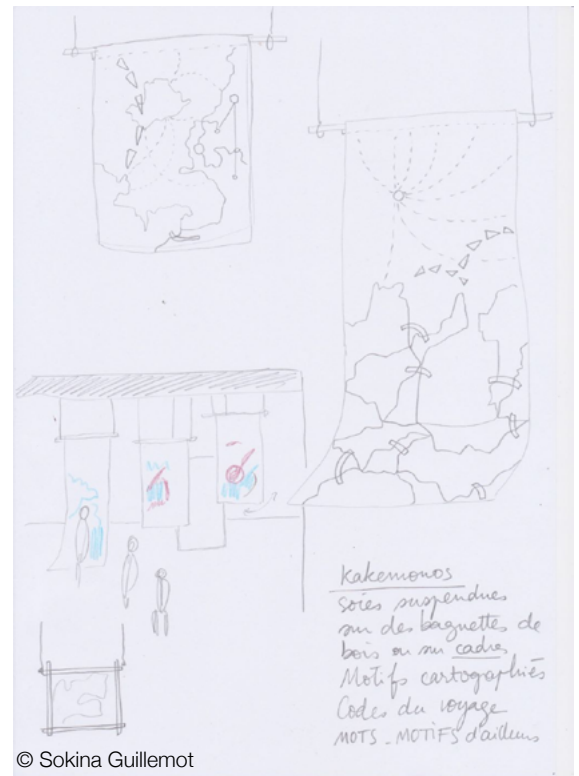 Kakemonos
soies suspendues
sur des baguettes de
bois ou sur cadres
Motifs cartographiés
Codes du voyage
MOTS - MOTiFS d'ailleurs
© Sokina Guillemot